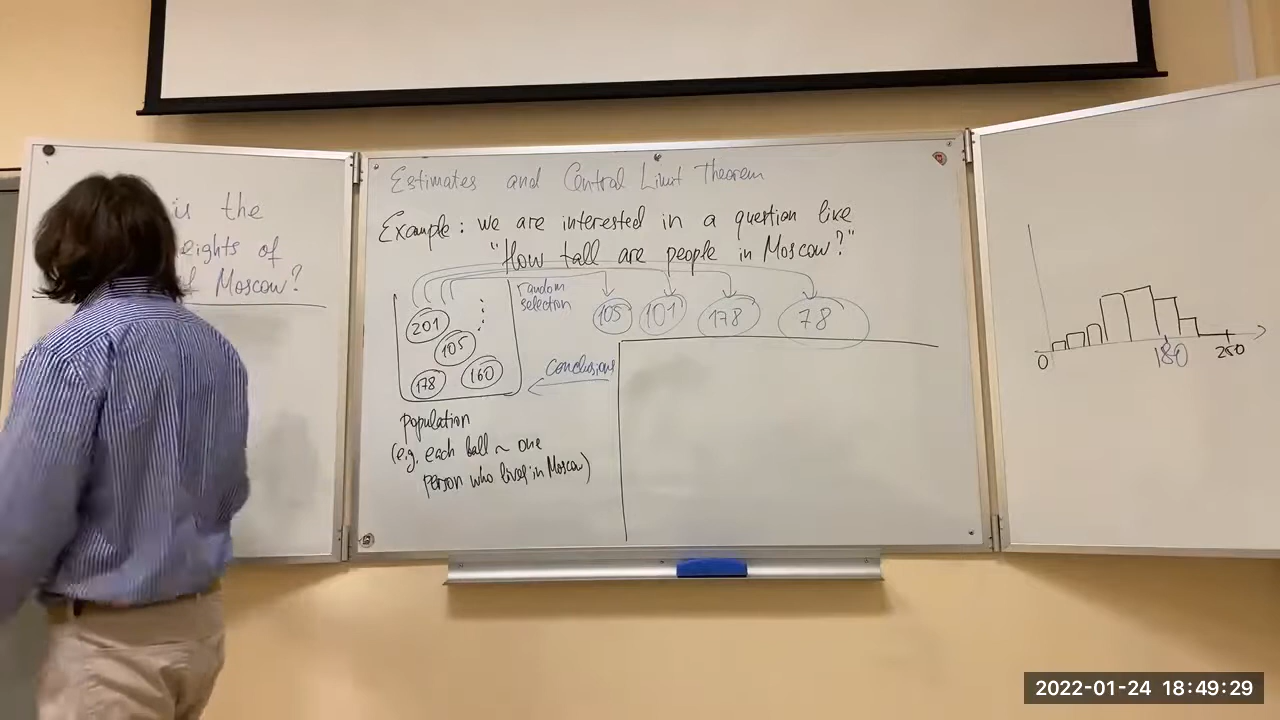 is the
eights of
f Moscow?
Estimates and Central Limit Theorem
Example: we are interested in a question like
"How tall are people in Moscow?"
random
selection
201
105
178
160
105
101
178
78
conclusions
population
(e.g. each ball ~ one
person who lives in Moscow)
0
180
250
2022-01-24 18:49:29